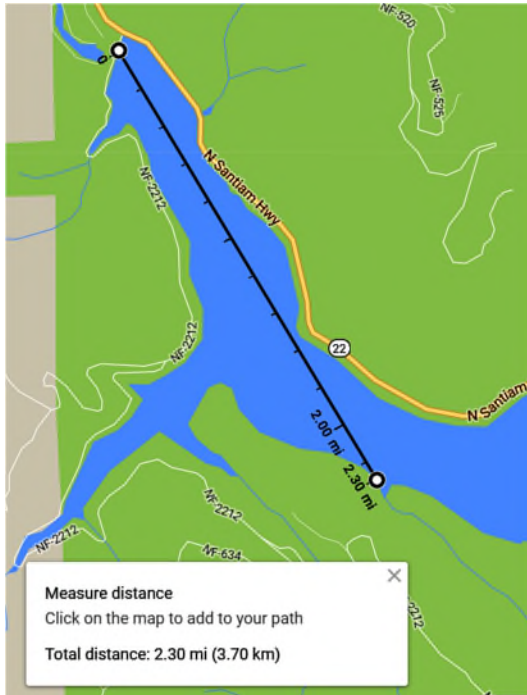 NF-520
NF-525
0
N Santiam Hwy
NF-2212
NF-2212
22
N Santiam
2.00 mi
2.30 mi
NF-2212
NF-2212
NF-634
2212
Measure distance
Click on the map to add to your path
Total distance: 2.30 mi (3.70 km)